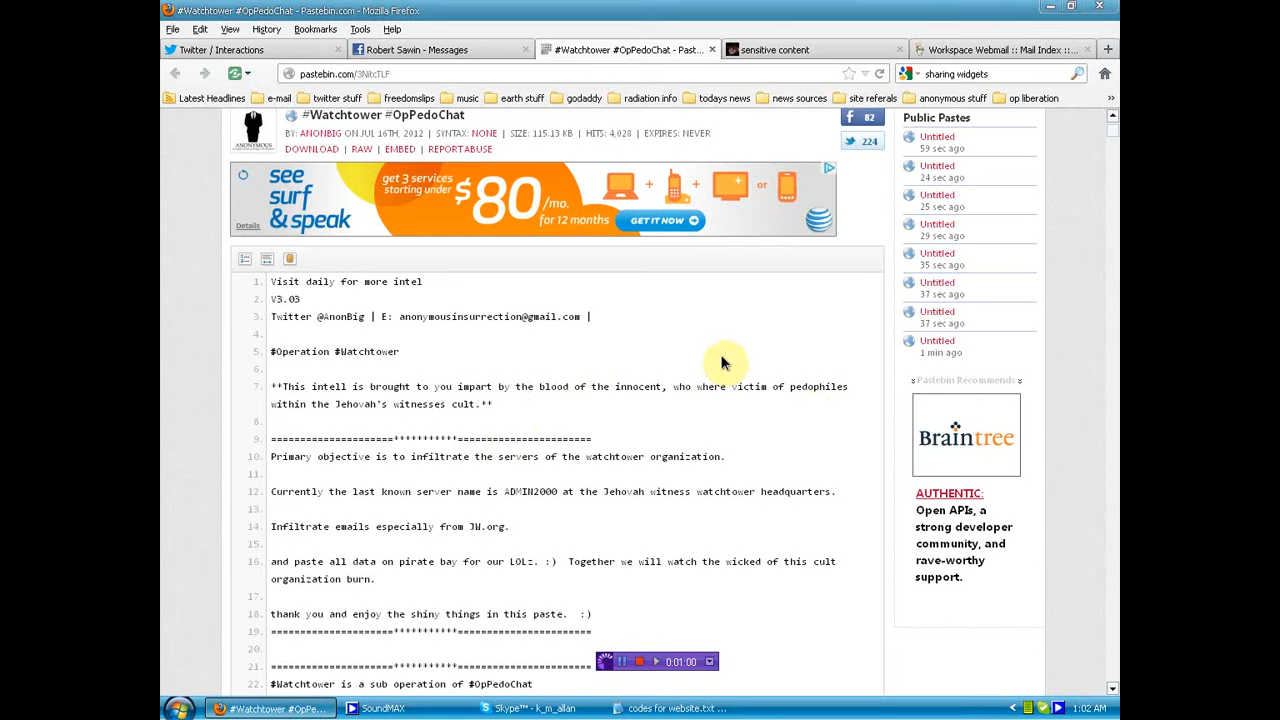 #Watchtower #OpPedoChat - Pastebin.com - Mozilla Firefox
File Edit View History Bookmarks Tools Help
Twitter / Interactions
Robert Sawin - Messages
#Watchtower #OpPedoChat - Past...
sensitive content
Workspace Webmail :: Mail Index ::...
pastebin.com/3NitcTLF
sharing widgets
Latest Headlines e-mail twitter stuff freedomslips music earth stuff godaddy radiation info todays news news sources site referals anonymous stuff op liberation
#Watchtower #OpPedoChat
BY: ANONBIG ON JUL 16TH, 2012 | SYNTAX: NONE | SIZE: 115.13 KB | HITS: 4,028 | EXPIRES: NEVER
DOWNLOAD | RAW | EMBED | REPORT ABUSE
ANONYMOUS
82
224
see
surf
& speak
Details
get 3 services
starting under
$80/mo.
for 12 months
or
GET IT NOW
1. Visit daily for more intel
2. V3.03
3. Twitter @AnonBig | E: anonymousinsurrection@gmail.com |
4.
5. #Operation #Watchtower
6.
7. **This intell is brought to you impart by the blood of the innocent, who where victim of pedophiles
within the Jehovah's witnesses cult.**
8.
9. =====================***********=======================
10. Primary objective is to infiltrate the servers of the watchtower organization.
11.
12. Currently the last known server name is ADMIN2000 at the Jehovah witness watchtower headquarters.
13.
14. Infiltrate emails especially from JW.org.
15.
16. and paste all data on pirate bay for our LOLz. :)  Together we will watch the wicked of this cult
organization burn.
17.
18. thank you and enjoy the shiny things in this paste.  :)
19. =====================***********=======================
20.
21. =====================***********=======================
22. #Watchtower is a sub operation of #OpPedoChat
Public Pastes
Untitled
59 sec ago
Untitled
24 sec ago
Untitled
25 sec ago
Untitled
29 sec ago
Untitled
35 sec ago
Untitled
37 sec ago
Untitled
37 sec ago
Untitled
1 min ago
Pastebin Recommends
Braintree
AUTHENTIC:
Open APIs, a
strong developer
community, and
rave-worthy
support.
0:01:00
#Watchtower #OpPe...
SoundMAX
Skype™ - k_m_allan
codes for website.txt ...
1:02 AM